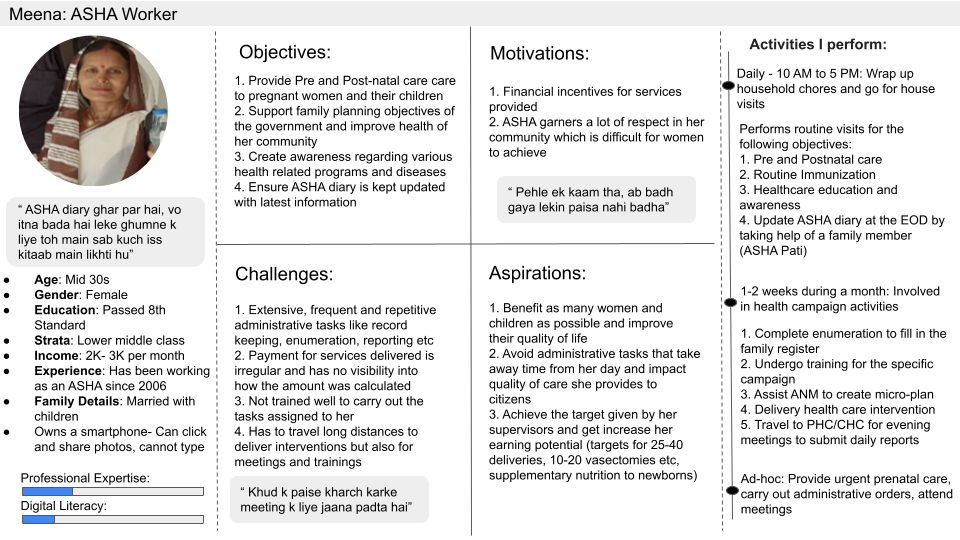 Meena: ASHA Worker
“ ASHA diary ghar par hai, vo
itna bada hai leke ghumne k
liye toh main sab kuch iss
kitaab main likhti hu”
● Age: Mid 30s
● Gender: Female
● Education: Passed 8th
Standard
● Strata: Lower middle class
● Income: 2K- 3K per month
● Experience: Has been working
as an ASHA since 2006
● Family Details: Married with
children
● Owns a smartphone- Can click
and share photos, cannot type
Professional Expertise:
Digital Literacy:
Objectives:
1. Provide Pre and Post-natal care care
to pregnant women and their children
2. Support family planning objectives of
the government and improve health of
her community
3. Create awareness regarding various
health related programs and diseases
4. Ensure ASHA diary is kept updated
with latest information
Motivations:
1. Financial incentives for services
provided
2. ASHA garners a lot of respect in her
community which is difficult for women
to achieve
“ Pehle ek kaam tha, ab badh
gaya lekin paisa nahi badha”
Challenges:
1. Extensive, frequent and repetitive
administrative tasks like record
keeping, enumeration, reporting etc
2. Payment for services delivered is
irregular and has no visibility into
how the amount was calculated
3. Not trained well to carry out the
tasks assigned to her
4. Has to travel long distances to
deliver interventions but also for
meetings and trainings
“ Khud k paise kharch karke
meeting k liye jaana padta hai”
Aspirations:
1. Benefit as many women and
children as possible and improve
their quality of life
2. Avoid administrative tasks that take
away time from her day and impact
quality of care she provides to
citizens
3. Achieve the target given by her
supervisors and get increase her
earning potential (targets for 25-40
deliveries, 10-20 vasectomies etc,
supplementary nutrition to newborns)
Activities I perform:
Daily - 10 AM to 5 PM: Wrap up
household chores and go for house
visits
Performs routine visits for the
following objectives:
1. Pre and Postnatal care
2. Routine Immunization
3. Healthcare education and
awareness
4. Update ASHA diary at the EOD by
taking help of a family member
(ASHA Pati)
1-2 weeks during a month: Involved
in health campaign activities
1. Complete enumeration to fill in the
family register
2. Undergo training for the specific
campaign
3. Assist ANM to create micro-plan
4. Delivery health care intervention
5. Travel to PHC/CHC for evening
meetings to submit daily reports
Ad-hoc: Provide urgent prenatal care,
carry out administrative orders, attend
meetings